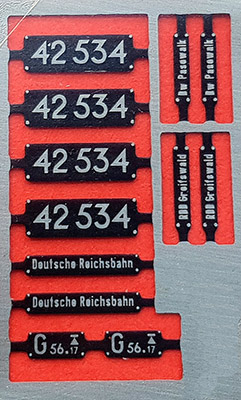 42 534
42 534
42 534
42 534
Deutsche Reichsbahn
Deutsche Reichsbahn
G 56.17
G 56.17
Bw Pasewalk
Bw Pasewalk
RBD Greifswald
RBD Greifswald